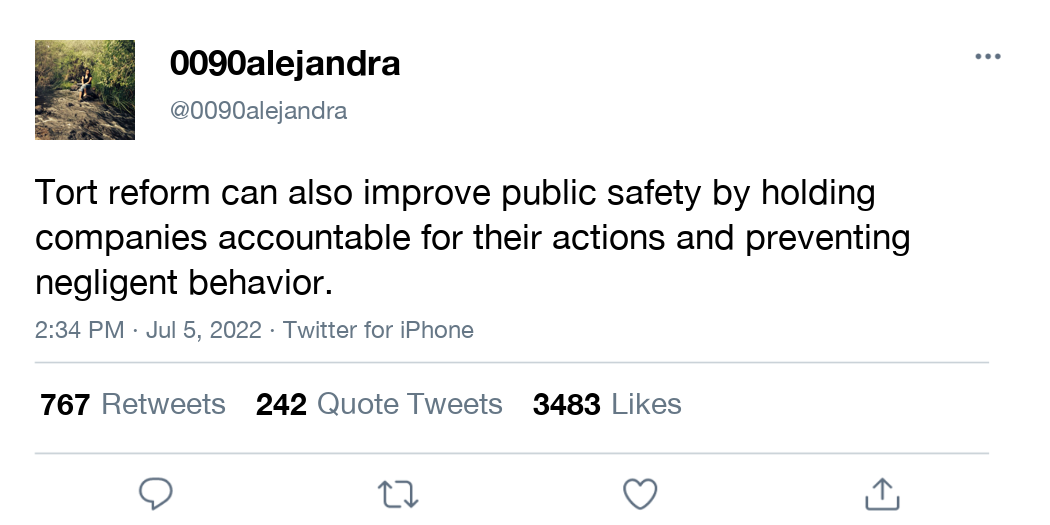 0090alejandra
@0090alejandra
Tort reform can also improve public safety by holding
companies accountable for their actions and preventing
negligent behavior.
2:34 PM · Jul 5, 2022 · Twitter for iPhone
767 Retweets 242 Quote Tweets 3483 Likes